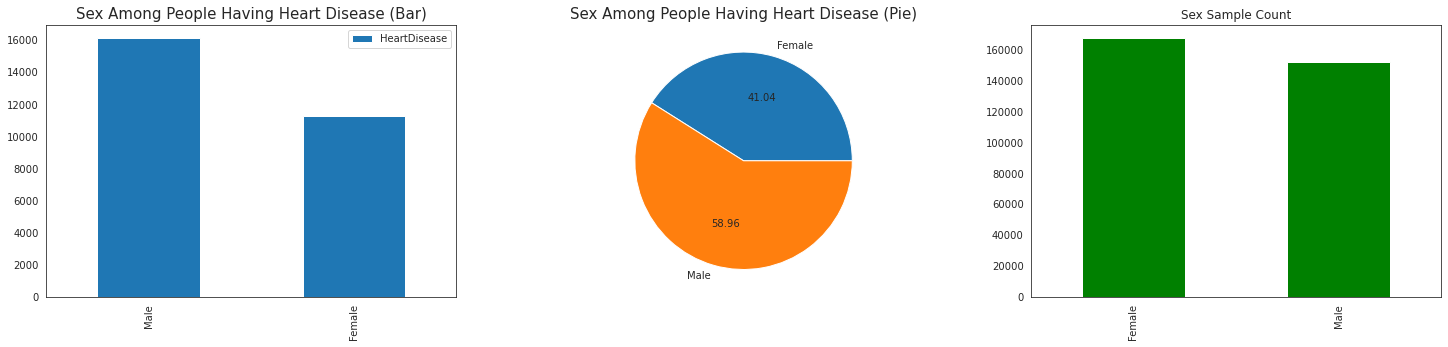 Sex Among People Having Heart Disease (Bar)
HeartDisease
16000
14000
12000
10000
8000
6000
4000
2000
0
Male
Female
Sex Among People Having Heart Disease (Pie)
Female
41.04
58.96
Male
Sex Sample Count
160000
140000
120000
100000
80000
60000
40000
20000
0
Female
Male